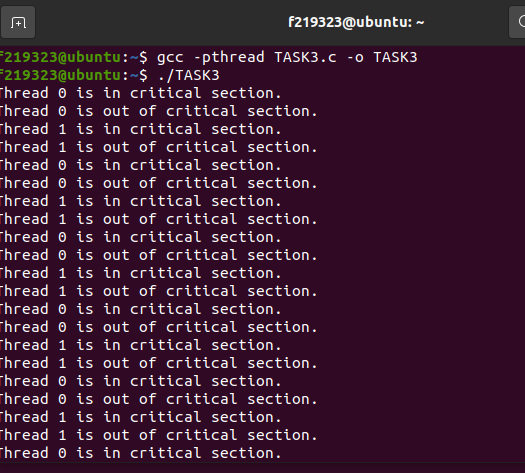 f219323@ubuntu: ~
f219323@ubuntu:~$ gcc -pthread TASK3.c -o TASK3
f219323@ubuntu:~$ ./TASK3
Thread 0 is in critical section.
Thread 0 is out of critical section.
Thread 1 is in critical section.
Thread 1 is out of critical section.
Thread 0 is in critical section.
Thread 0 is out of critical section.
Thread 1 is in critical section.
Thread 1 is out of critical section.
Thread 0 is in critical section.
Thread 0 is out of critical section.
Thread 1 is in critical section.
Thread 1 is out of critical section.
Thread 0 is in critical section.
Thread 0 is out of critical section.
Thread 1 is in critical section.
Thread 1 is out of critical section.
Thread 0 is in critical section.
Thread 0 is out of critical section.
Thread 1 is in critical section.
Thread 1 is out of critical section.
Thread 0 is in critical section.